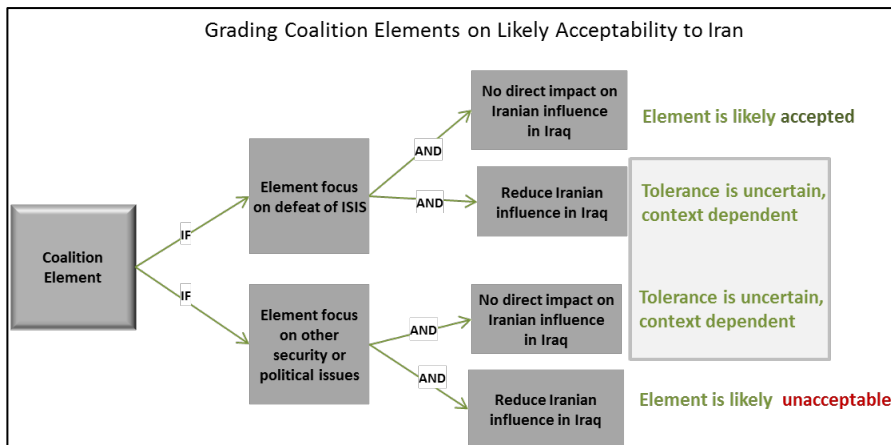 Grading Coalition Elements on Likely Acceptability to Iran
No direct impact on
Iranian influence
in Iraq
Element is likely accepted
AND
Element focus
on defeat of ISIS
AND
Reduce Iranian
influence in Iraq
Tolerance is uncertain,
context dependent
IF
Coalition
Element
IF
Element focus
on other
security or
political issues
AND
No direct impact on
Iranian influence
in Iraq
Tolerance is uncertain,
context dependent
AND
Reduce Iranian
influence in Iraq
Element is likely unacceptable